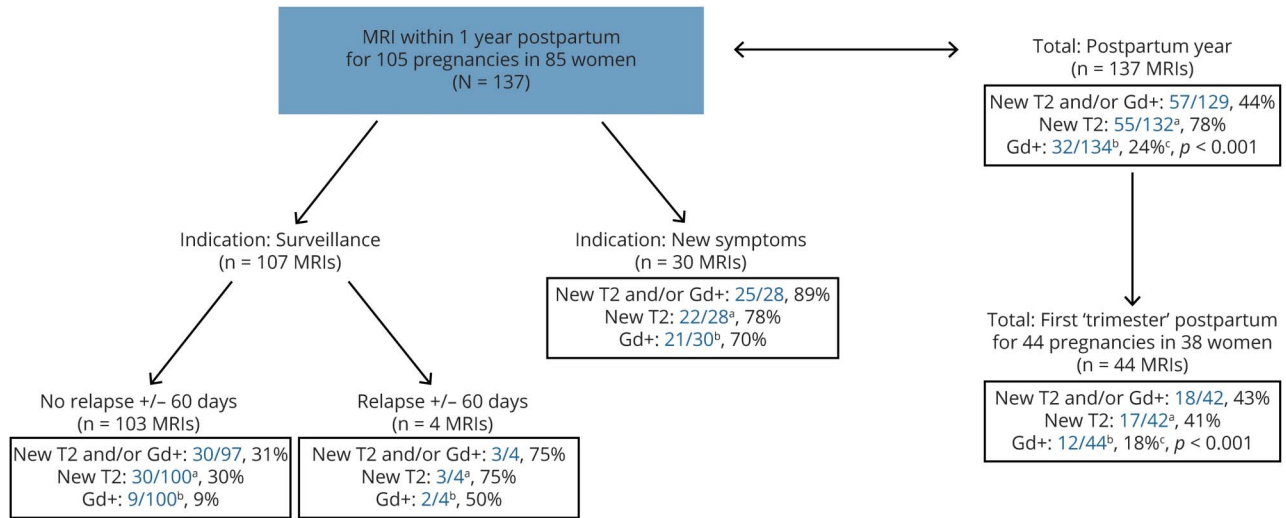 MRI within 1 year postpartum
for 105 pregnancies in 85 women
(N = 137)
Total: Postpartum year
(n = 137 MRIs)
New T2 and/or Gd+: 57/129, 44%
New T2: 55/132ᵃ, 78%
Gd+: 32/134ᵇ, 24%ᶜ, p < 0.001
Indication: Surveillance
(n = 107 MRIs)
Indication: New symptoms
(n = 30 MRIs)
New T2 and/or Gd+: 25/28, 89%
New T2: 22/28ᵃ, 78%
Gd+: 21/30ᵇ, 70%
Total: First ‘trimester’ postpartum
for 44 pregnancies in 38 women
(n = 44 MRIs)
New T2 and/or Gd+: 18/42, 43%
New T2: 17/42ᵃ, 41%
Gd+: 12/44ᵇ, 18%ᶜ, p < 0.001
No relapse +/– 60 days
(n = 103 MRIs)
New T2 and/or Gd+: 30/97, 31%
New T2: 30/100ᵃ, 30%
Gd+: 9/100ᵇ, 9%
Relapse +/– 60 days
(n = 4 MRIs)
New T2 and/or Gd+: 3/4, 75%
New T2: 3/4ᵃ, 75%
Gd+: 2/4ᵇ, 50%